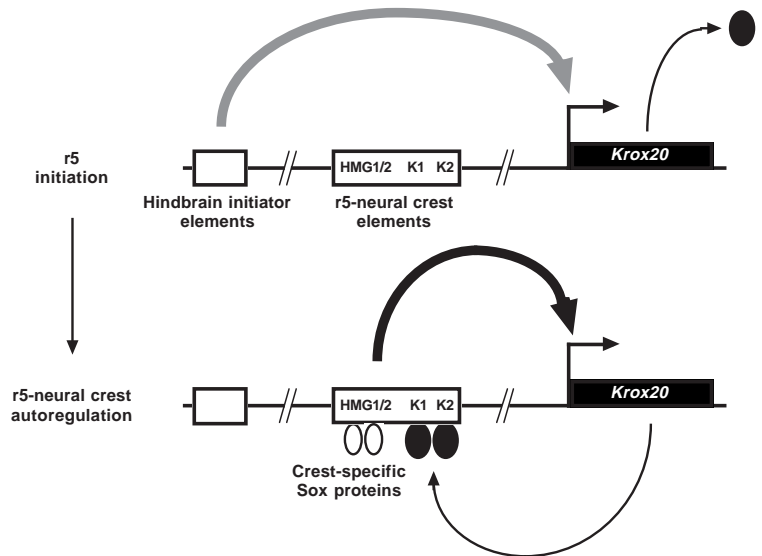 r5
initiation
HMG1/2 K1 K2
Krox20
Hindbrain initiator
elements
r5-neural crest
elements
r5-neural crest
autoregulation
HMG1/2 K1 K2
Krox20
Crest-specific
Sox proteins